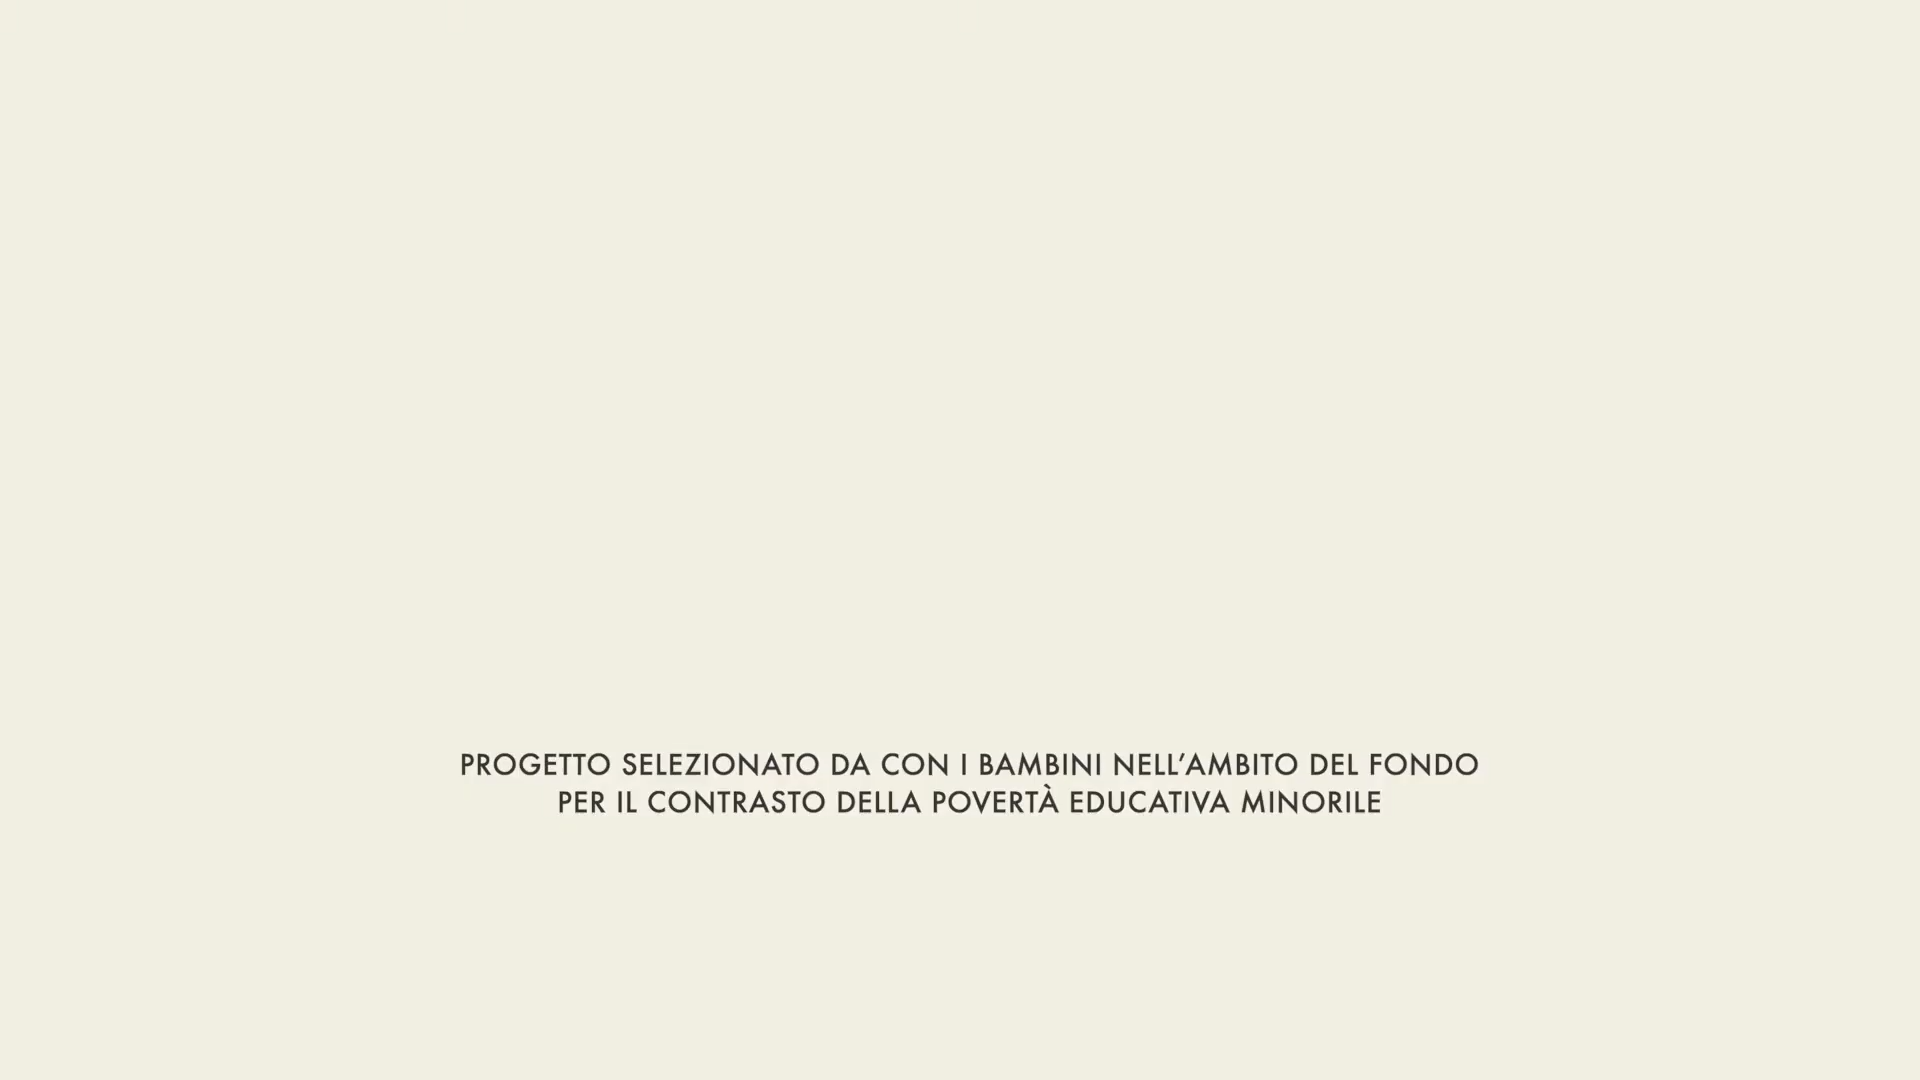 PROGETTO SELEZIONATO DA CON I BAMBINI NELL’AMBITO DEL FONDO
PER IL CONTRASTO DELLA POVERTÀ EDUCATIVA MINORILE